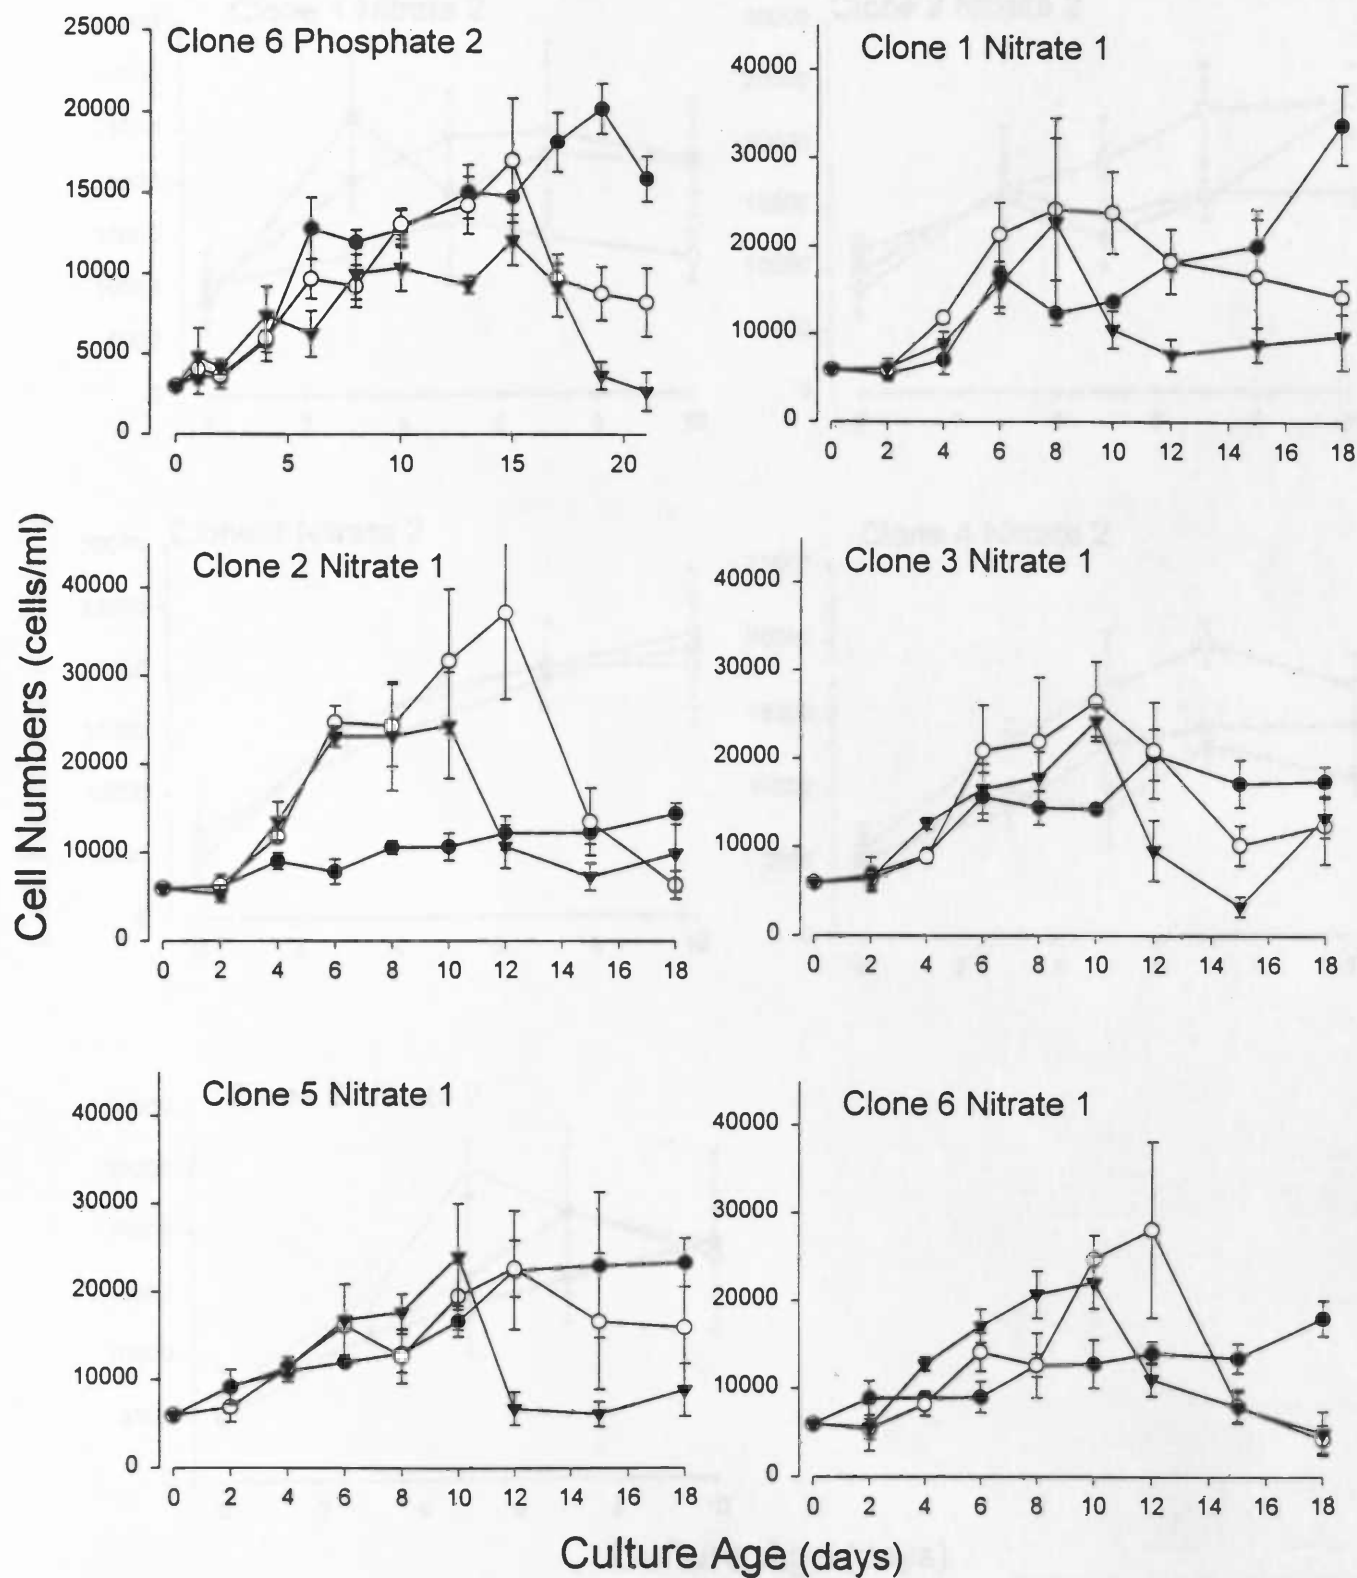 Clone 6 Phosphate 2
25000
20000
15000
10000
5000
0
0 5 10 15 20
Clone 1 Nitrate 1
40000
30000
20000
10000
0
0 2 4 6 8 10 12 14 16 18
Cell Numbers (cells/ml)
Clone 2 Nitrate 1
40000
30000
20000
10000
0
0 2 4 6 8 10 12 14 16 18
Clone 3 Nitrate 1
40000
30000
20000
10000
0
0 2 4 6 8 10 12 14 16 18
Clone 5 Nitrate 1
40000
30000
20000
10000
0
0 2 4 6 8 10 12 14 16 18
Clone 6 Nitrate 1
40000
30000
20000
10000
0
0 2 4 6 8 10 12 14 16 18
Culture Age (days)